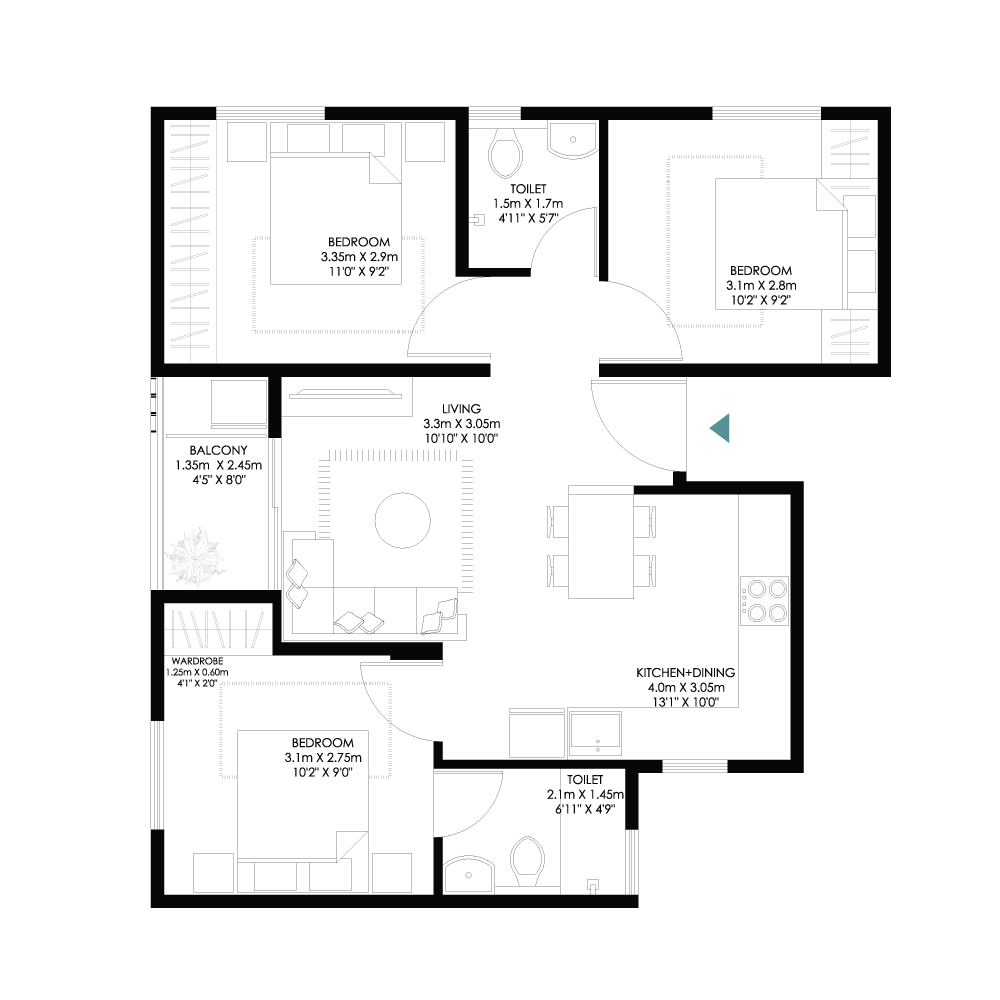 TOILET
1.5m X 1.7m
4'11" X 5'7"
BEDROOM
3.35m X 2.9m
11'0" X 9'2"
BEDROOM
3.1m X 2.8m
10'2" X 9'2"
LIVING
3.3m X 3.05m
10'10" X 10'0"
BALCONY
1.35m X 2.45m
4'5" X 8'0"
WARDROBE
1.25m X 0.60m
4'1" X 2'0"
KITCHEN+DINING
4.0m X 3.05m
13'1" X 10'0"
BEDROOM
3.1m X 2.75m
10'2" X 9'0"
TOILET
2.1m X 1.45m
6'11" X 4'9"